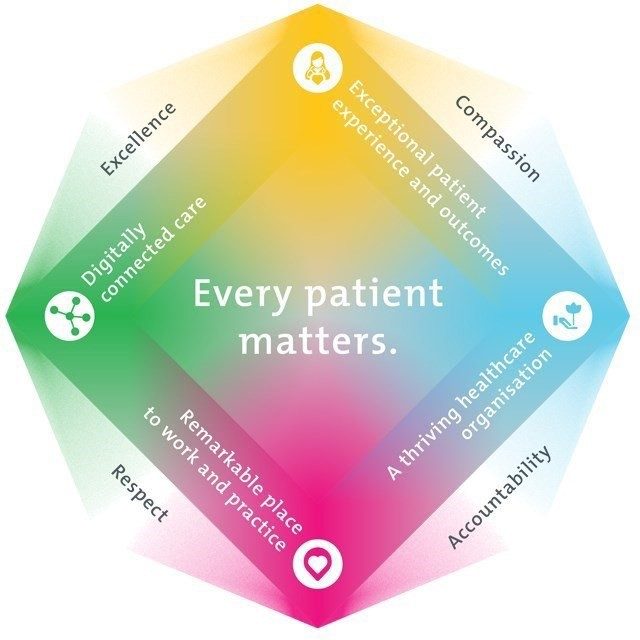 Excellence
Compassion
Exceptional patient
experience and outcomes
Digitally
connected care
Every patient
matters.
A thriving healthcare
organisation
Remarkable place
to work and practice
Respect
Accountability